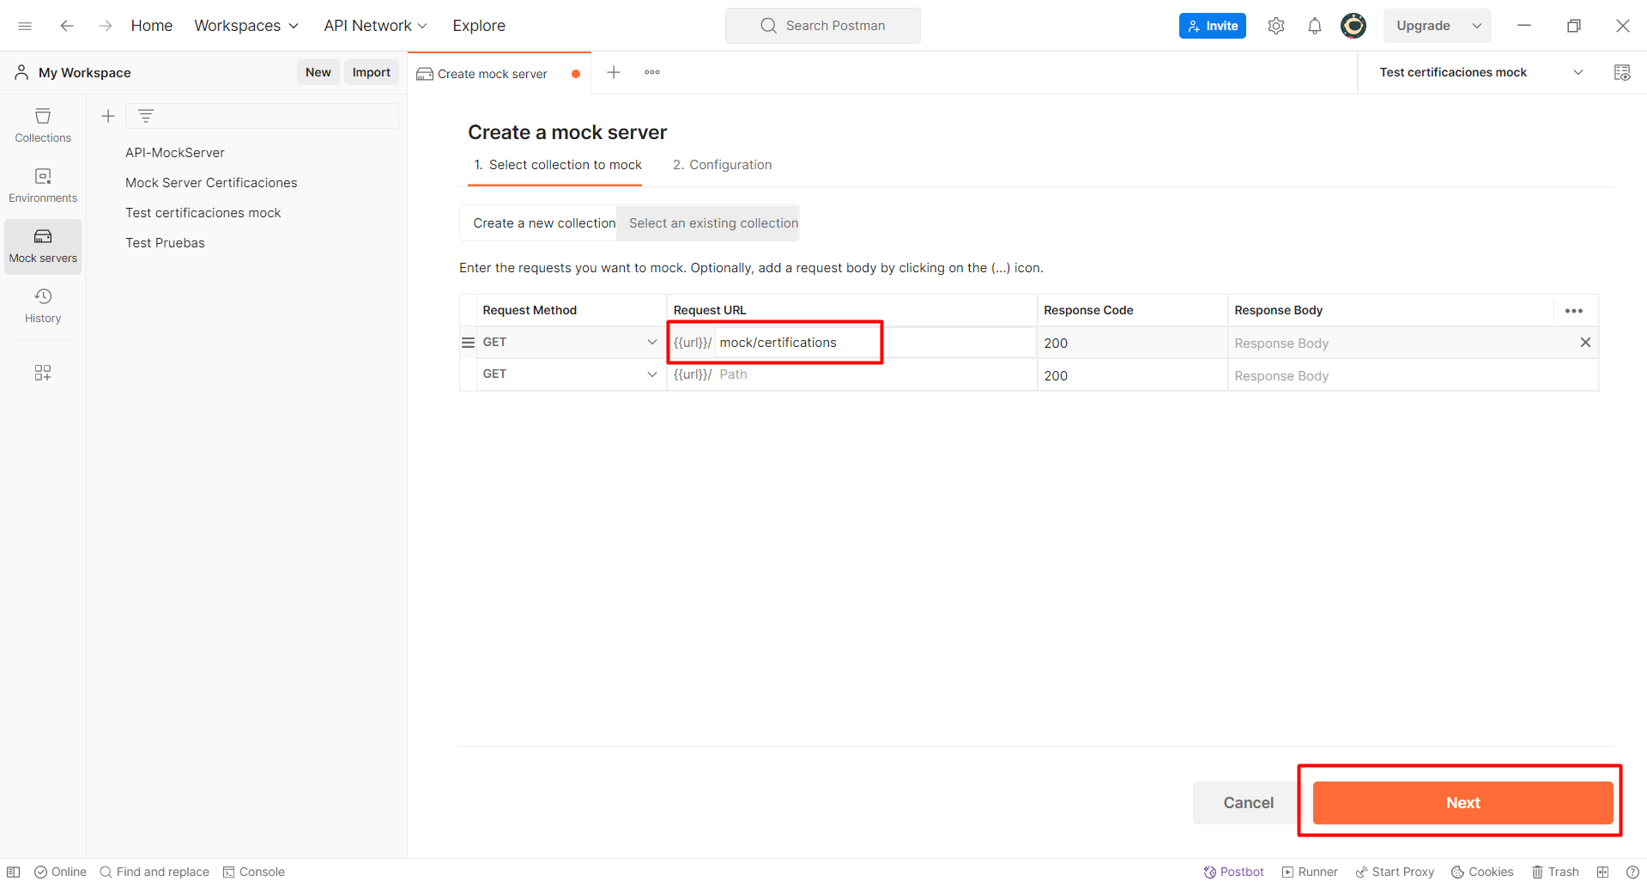 Home Workspaces API Network Explore Search Postman Invite Upgrade
My Workspace New Import Create mock server Test certificaciones mock
Collections
Environments
Mock servers
History
API-MockServer
Mock Server Certificaciones
Test certificaciones mock
Test Pruebas
Create a mock server
1. Select collection to mock 2. Configuration
Create a new collection Select an existing collection
Enter the requests you want to mock. Optionally, add a request body by clicking on the (...) icon.
Request Method Request URL Response Code Response Body
GET {{url}}/ mock/certifications 200 Response Body
GET {{url}}/ Path 200 Response Body
Cancel Next
Online Find and replace Console Postbot Runner Start Proxy Cookies Trash